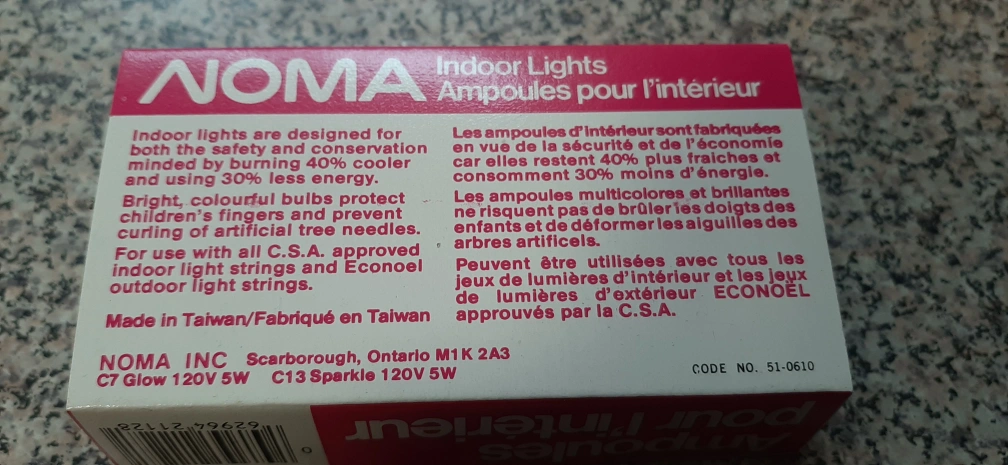 NOMA
Indoor Lights
Ampoules pour l'intérieur
Indoor lights are designed for
both the safety and conservation
minded by burning 40% cooler
and using 30% less energy.
Bright, colourful bulbs protect
children's fingers and prevent
curling of artificial tree needles.
For use with all C.S.A. approved
indoor light strings and Econoel
outdoor light strings.
Made in Taiwan/Fabriqué en Taiwan
Les ampoules d'intérieur sont fabriquées
en vue de la sécurité et de l'économie
car elles restent 40% plus fraiches et
consomment 30% moins d'énergie.
Les ampoules multicolores et brillantes
ne risquent pas de brûler les doigts des
enfants et de déformer les aiguilles des
arbres artificels.
Peuvent être utilisées avec tous les
jeux de lumières d'intérieur et les jeux
de lumières d'extérieur ECONOËL
approuvés par la C.S.A.
NOMA INC Scarborough, Ontario M1K 2A3
C7 Glow 120V 5W C13 Sparkle 120V 5W
CODE NO. 51-0610
62964 21128
0
Ampoules
pour l'intérieur